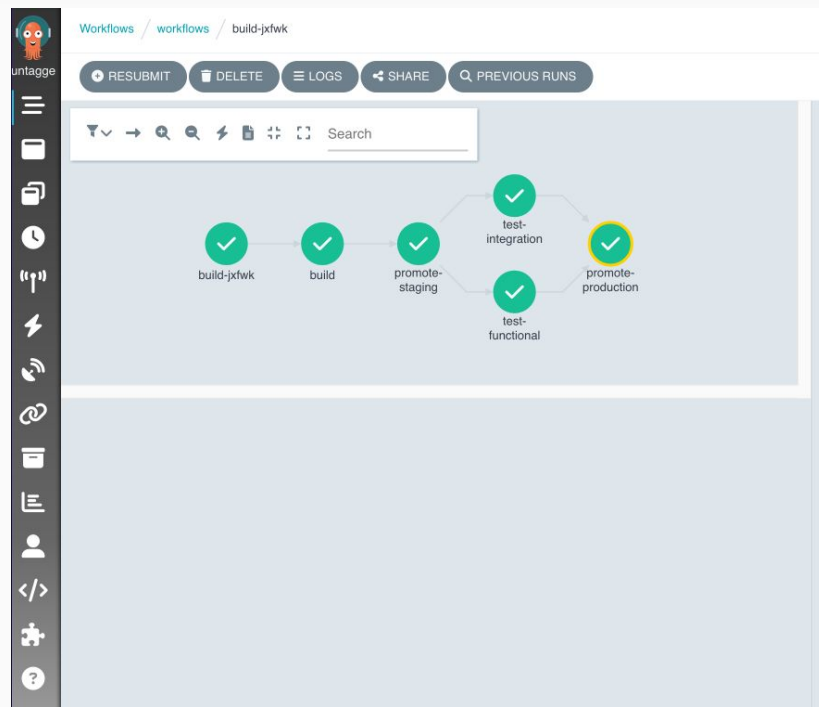 Workflows / workflows / build-jxfwk
untagge
RESUBMIT DELETE LOGS SHARE PREVIOUS RUNS
Search
test-
integration
build-jxfwk
build
promote-
staging
promote-
production
test-
functional